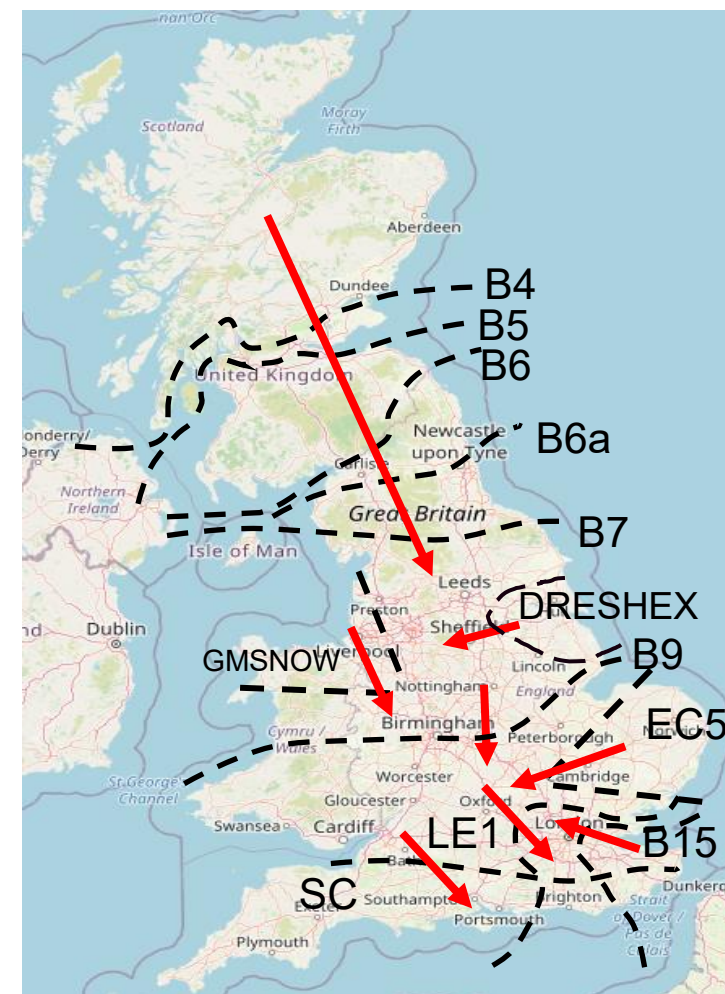 nan Orc
Moray
Firth
Scotland
Aberdeen
Dundee
B4
B5
United Kingdom
B6
onderry/
Derry
Newcastle
upon Tyne
B6a
Carlisle
Northern
Ireland
Great Britain
B7
Isle of Man
Leeds
Preston
DRESHEX
Dublin
Sheffield
nd
Liverpool
GMSNOW
Lincoln
B9
Nottingham
England
EC5
Norwich
Birmingham
Cymru /
Wales
Peterborough
St George'
Channel
Worcester
Cambridge
Gloucester
Oxford
Swansea
Cardiff
LE1
London
B15
Bath
SC
Southampton
Brighton
Dunkerq
Exeter
Portsmouth
Strait
of Dover /
Pas de
Calais
Plymouth